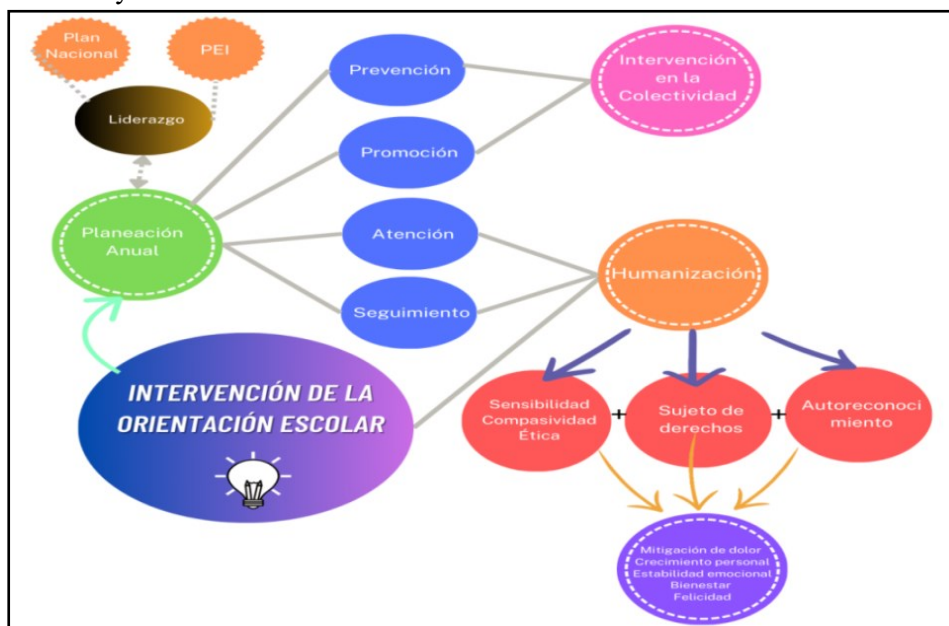 Plan
Nacional
PEI
Liderazgo
Planeación
Anual
Prevención
Promoción
Atención
Seguimiento
Intervención
en la
Colectividad
Humanización
INTERVENCIÓN DE LA
ORIENTACIÓN ESCOLAR
Sensibilidad
Compasividad
Ética
+
Sujeto de
derechos
+
Autoreconoci
miento
Mitigación de dolor
Crecimiento personal
Estabilidad emocional
Bienestar
Felicidad